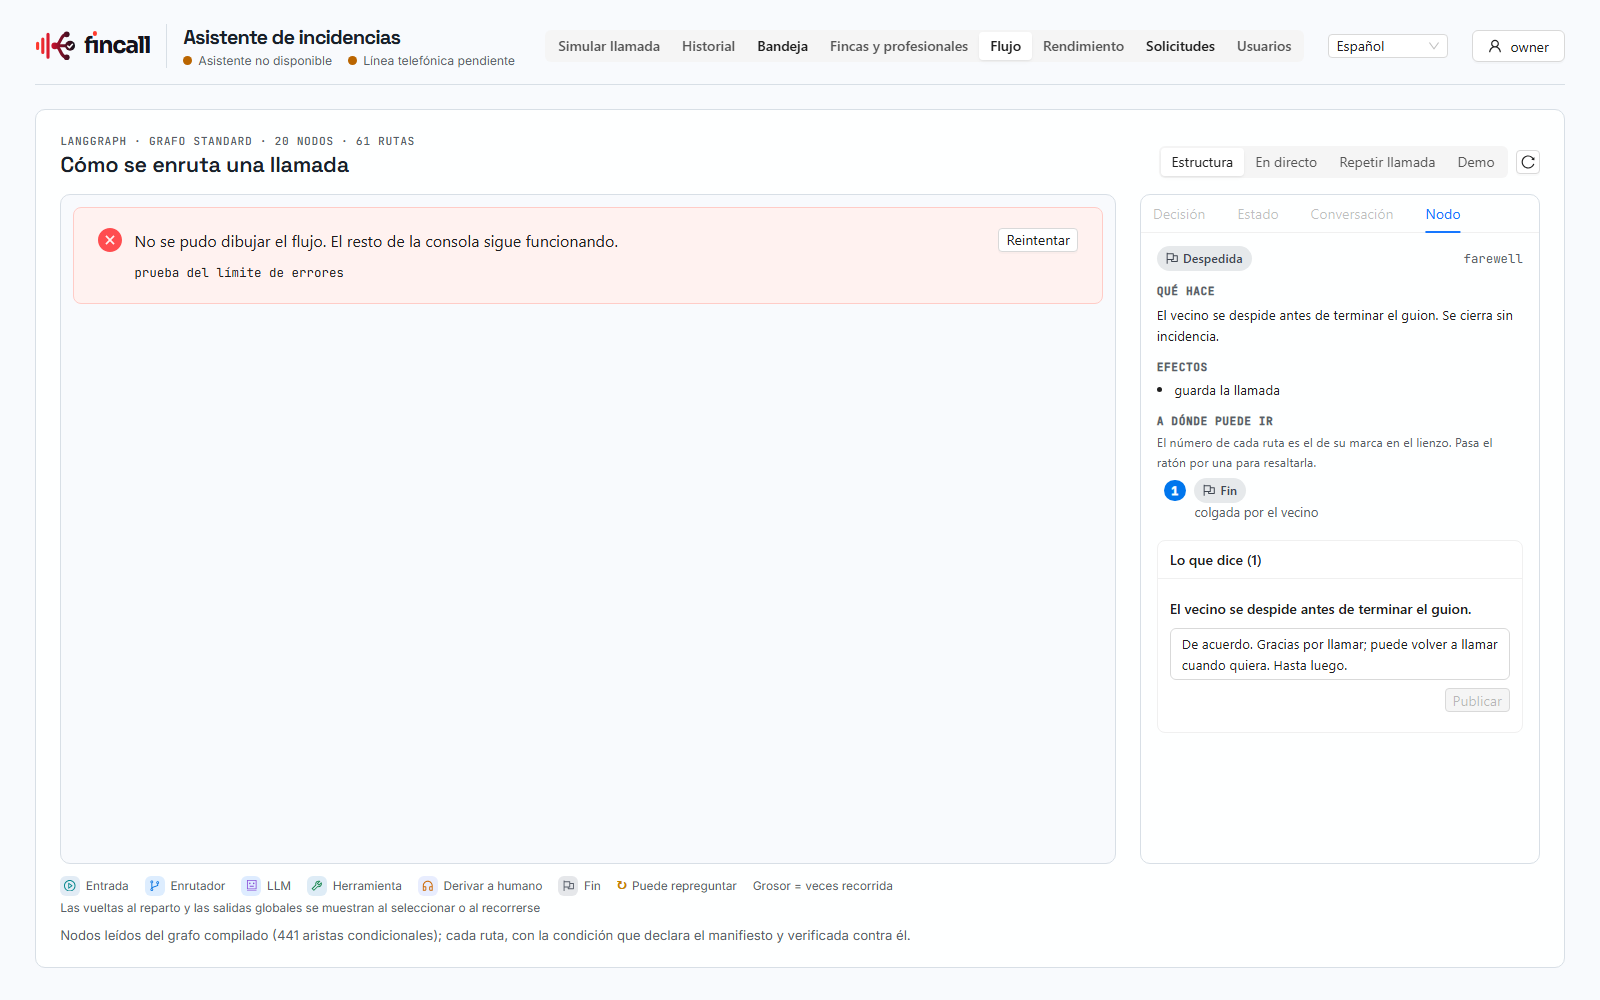 fincall
Asistente de incidencias
Asistente no disponible
Línea telefónica pendiente
Simular llamada
Historial
Bandeja
Fincas y profesionales
Flujo
Rendimiento
Solicitudes
Usuarios
Español
owner
LANGGRAPH · GRAFO STANDARD · 20 NODOS · 61 RUTAS
Cómo se enruta una llamada
Estructura
En directo
Repetir llamada
Demo
No se pudo dibujar el flujo. El resto de la consola sigue funcionando.
Reintentar
prueba del límite de errores
Decisión
Estado
Conversación
Nodo
Despedida
farewell
QUÉ HACE
El vecino se despide antes de terminar el guion. Se cierra sin
incidencia.
EFECTOS
guarda la llamada
A DÓNDE PUEDE IR
El número de cada ruta es el de su marca en el lienzo. Pasa el
ratón por una para resaltarla.
1
Fin
colgada por el vecino
Lo que dice (1)
El vecino se despide antes de terminar el guion.
De acuerdo. Gracias por llamar; puede volver a llamar
cuando quiera. Hasta luego.
Publicar
Entrada
Enrutador
LLM
Herramienta
Derivar a humano
Fin
↻ Puede repreguntar
Grosor = veces recorrida
Las vueltas al reparto y las salidas globales se muestran al seleccionar o al recorrerse
Nodos leídos del grafo compilado (441 aristas condicionales); cada ruta, con la condición que declara el manifiesto y verificada contra él.